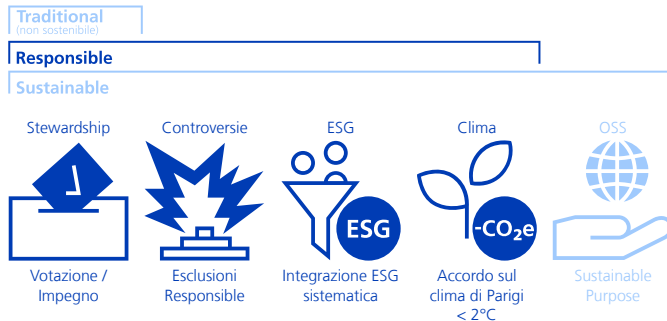 Traditional
(non sostenibile)
Responsible
Sustainable
Stewardship
Controversie
ESG
Clima
OSS
ESG
-CO₂e
Votazione /
Impegno
Esclusioni
Responsible
Integrazione ESG
sistematica
Accordo sul
clima di Parigi
< 2°C
Sustainable
Purpose